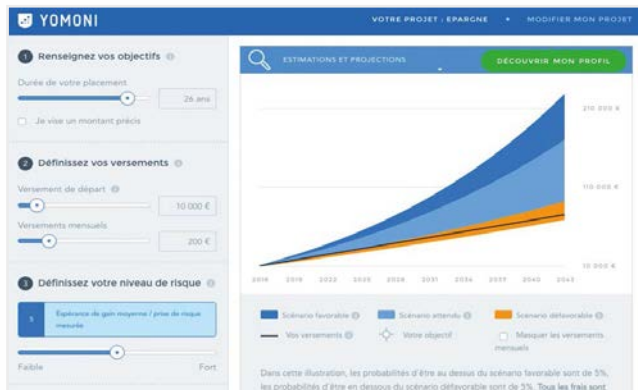 YOMONI
VOTRE PROJET : EPARGNE • MODIFIER MON PROJET
1 Renseignez vos objectifs
Durée de votre placement
26 ans
Je vise un montant précis
2 Définissez vos versements
Versement de départ
10 000 €
Versements mensuels
200 €
3 Définissez votre niveau de risque
5 Espérance de gain moyenne / prise de risque
mesurée
Faible Fort
ESTIMATIONS ET PROJECTIONS
DÉCOUVRIR MON PROFIL
210 000 €
110 000 €
10 000 €
2016 2019 2022 2025 2028 2031 2034 2037 2040 2043
Scénario favorable Scénario attendu Scénario défavorable
Vos versements Votre objectif Masquer les versements
mensuels
Dans cette illustration, les probabilités d'être au dessus du scénario favorable sont de 5%,
les probabilités d'être en dessous du scénario défavorable sont de 5%. Tous les frais sont